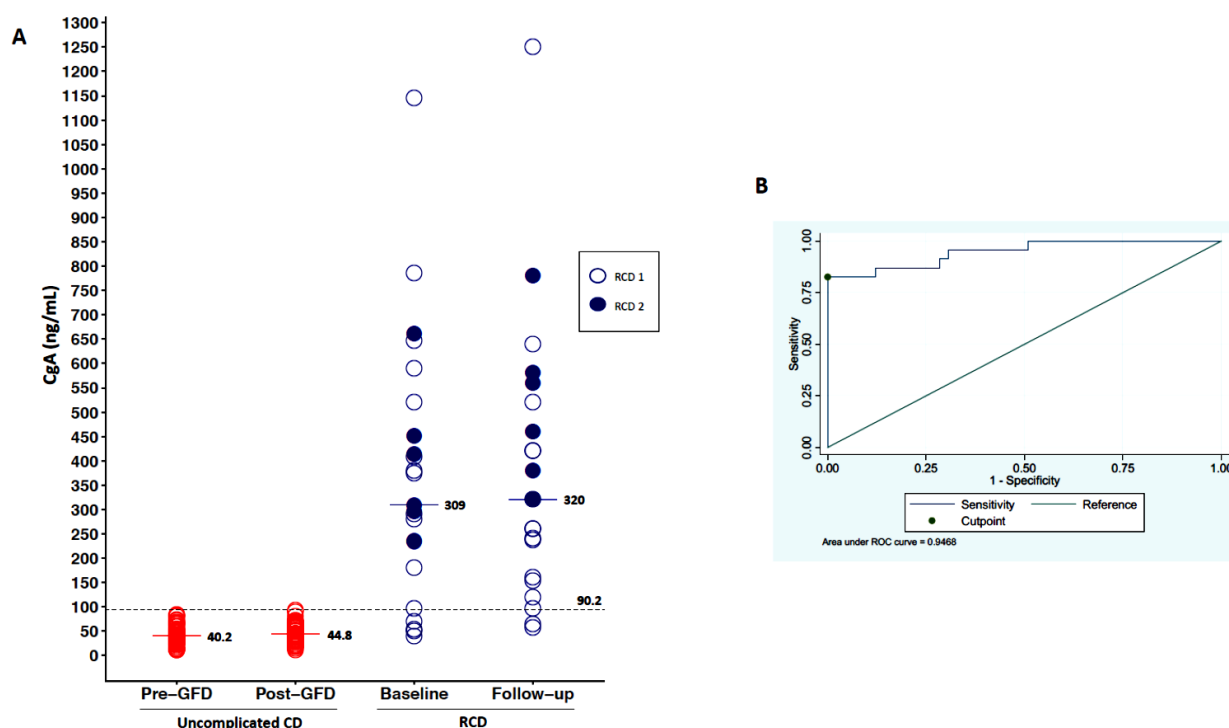 A
CgA (ng/mL)
1300
1250
1200
1150
1100
1050
1000
950
900
850
800
750
700
650
600
550
500
450
400
350
300
250
200
150
100
50
0
40.2
44.8
309
320
90.2
RCD 1
RCD 2
Pre–GFD Post–GFD Baseline Follow–up
Uncomplicated CD RCD
B
Sensitivity
1.00
0.75
0.50
0.25
0.00
0.00 0.25 0.50 0.75 1.00
1 - Specificity
Sensitivity Reference
Cutpoint
Area under ROC curve = 0.9468